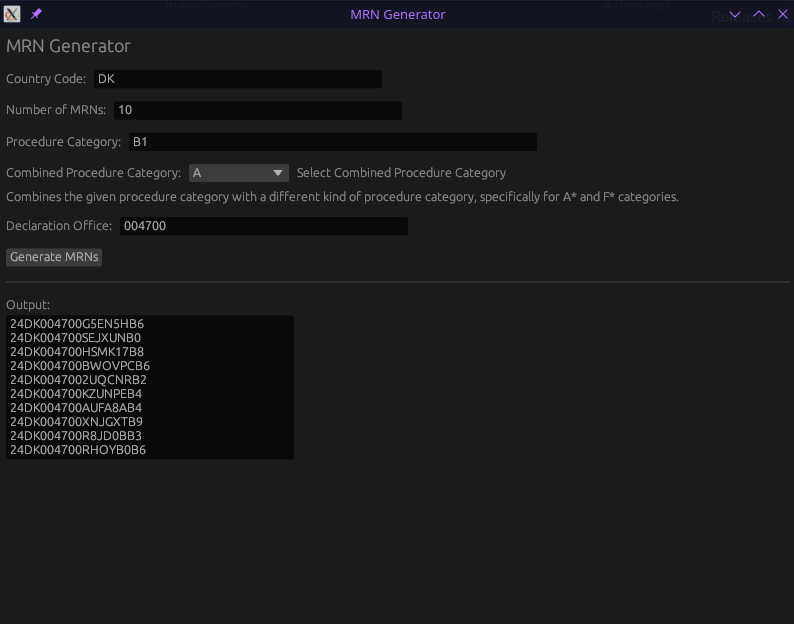 MRN Generator
MRN Generator
Country Code: DK
Number of MRNs: 10
Procedure Category: B1
Combined Procedure Category: A Select Combined Procedure Category
Combines the given procedure category with a different kind of procedure category, specifically for A* and F* categories.
Declaration Office: 004700
Generate MRNs
Output:
24DK004700G5EN5HB6
24DK004700SEJXUNB0
24DK004700HSMK17B8
24DK004700BWOVPCB6
24DK0047002UQCNRB2
24DK004700KZUNPEB4
24DK004700AUFA8AB4
24DK004700XNJGXTB9
24DK004700R8JD0BB3
24DK004700RHOYB0B6